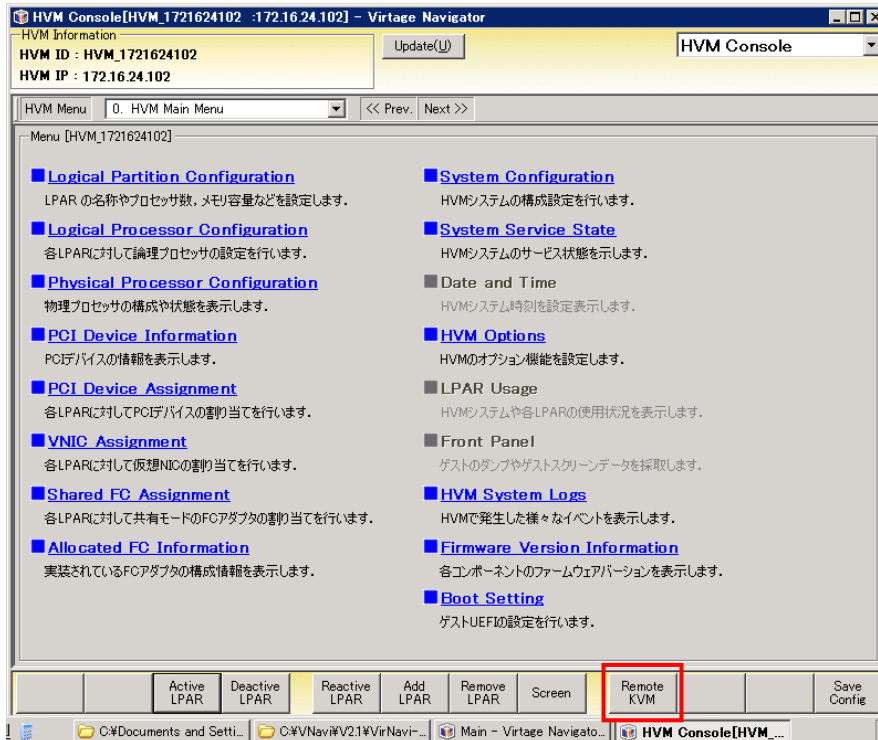 HVM Console[HVM_1721624102 :172.16.24.102] - Virtage Navigator
HVM Information
HVM ID : HVM_1721624102
HVM IP : 172.16.24.102
Update(U)
HVM Console
HVM Menu
0. HVM Main Menu
<< Prev. Next >>
Menu [HVM_1721624102]
Logical Partition Configuration
LPAR の名称やプロセッサ数，メモリ容量などを設定します．
Logical Processor Configuration
各LPARに対して論理プロセッサの設定を行います．
Physical Processor Configuration
物理プロセッサの構成や状態を表示します．
PCI Device Information
PCIデバイスの情報を表示します．
PCI Device Assignment
各LPARに対してPCIデバイスの割り当てを行います．
VNIC Assignment
各LPARに対して仮想NICの割り当てを行います．
Shared FC Assignment
各LPARに対して共有モードのFCアダプタの割り当てを行います．
Allocated FC Information
実装されているFCアダプタの構成情報を表示します．
System Configuration
HVMシステムの構成設定を行います．
System Service State
HVMシステムのサービス状態を示します．
Date and Time
HVMシステム時刻を設定表示します．
HVM Options
HVMのオプション機能を設定します．
LPAR Usage
HVMシステムや各LPARの使用状況を表示します．
Front Panel
ゲストのダンプやゲストスクリーンデータを採取します．
HVM System Logs
HVMで発生した様々なイベントを表示します．
Firmware Version Information
各コンポーネントのファームウェアバージョンを表示します．
Boot Setting
ゲストUEFIの設定を行います．
Active LPAR
Deactive LPAR
Reactive LPAR
Add LPAR
Remove LPAR
Screen
Remote KVM
Save Config
C:¥Documents and Setti...
C:¥VNavi¥V2.1¥VirNavi-...
Main - Virtage Navigato...
HVM Console[HVM_...